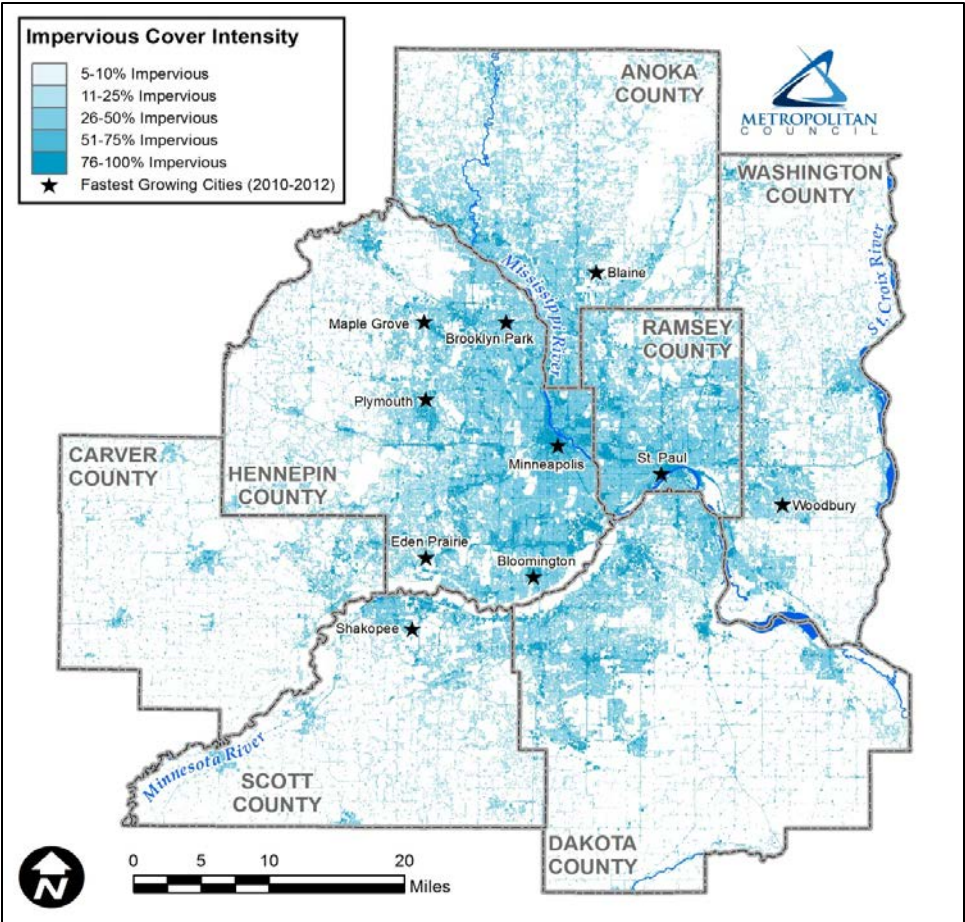 Impervious Cover Intensity
5-10% Impervious
11-25% Impervious
26-50% Impervious
51-75% Impervious
76-100% Impervious
Fastest Growing Cities (2010-2012)
METROPOLITAN
COUNCIL
ANOKA
COUNTY
WASHINGTON
COUNTY
St. Croix River
Mississippi River
Blaine
Maple Grove
Brooklyn Park
RAMSEY
COUNTY
Plymouth
Minneapolis
St. Paul
CARVER
COUNTY
HENNEPIN
COUNTY
Woodbury
Eden Prairie
Bloomington
Shakopee
Minnesota River
SCOTT
COUNTY
DAKOTA
COUNTY
N
0 5 10 20
Miles